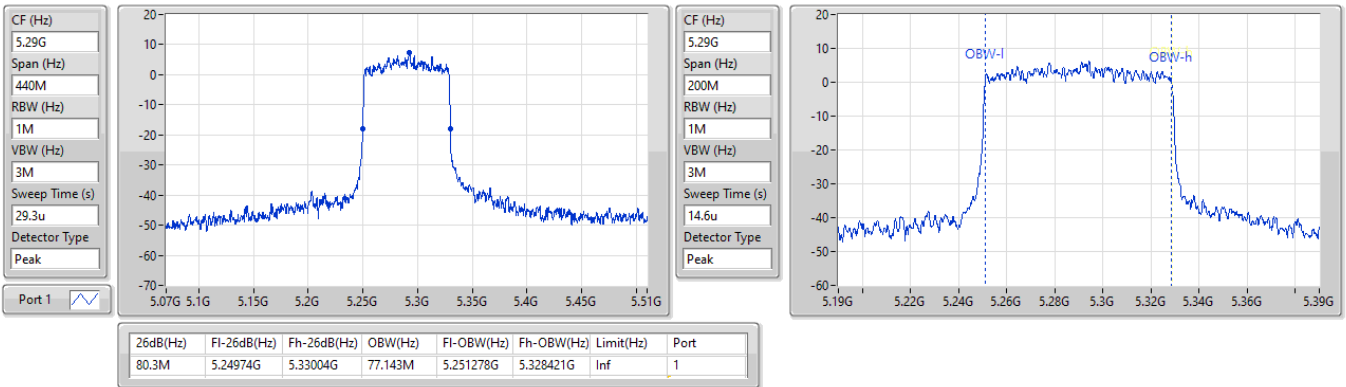 CF (Hz)
5.29G
Span (Hz)
440M
RBW (Hz)
1M
VBW (Hz)
3M
Sweep Time (s)
29.3u
Detector Type
Peak
Port 1
20
10
0
-10
-20
-30
-40
-50
-60
-70
5.07G 5.1G 5.15G 5.2G 5.25G 5.3G 5.35G 5.4G 5.45G 5.51G
CF (Hz)
5.29G
Span (Hz)
200M
RBW (Hz)
1M
VBW (Hz)
3M
Sweep Time (s)
14.6u
Detector Type
Peak
20
10
0
-10
-20
-30
-40
-50
-60
OBW-l OBW-h
5.19G 5.22G 5.24G 5.26G 5.28G 5.3G 5.32G 5.34G 5.36G 5.39G
26dB(Hz) Fl-26dB(Hz) Fh-26dB(Hz) OBW(Hz) Fl-OBW(Hz) Fh-OBW(Hz) Limit(Hz) Port
80.3M 5.24974G 5.33004G 77.143M 5.251278G 5.328421G Inf 1